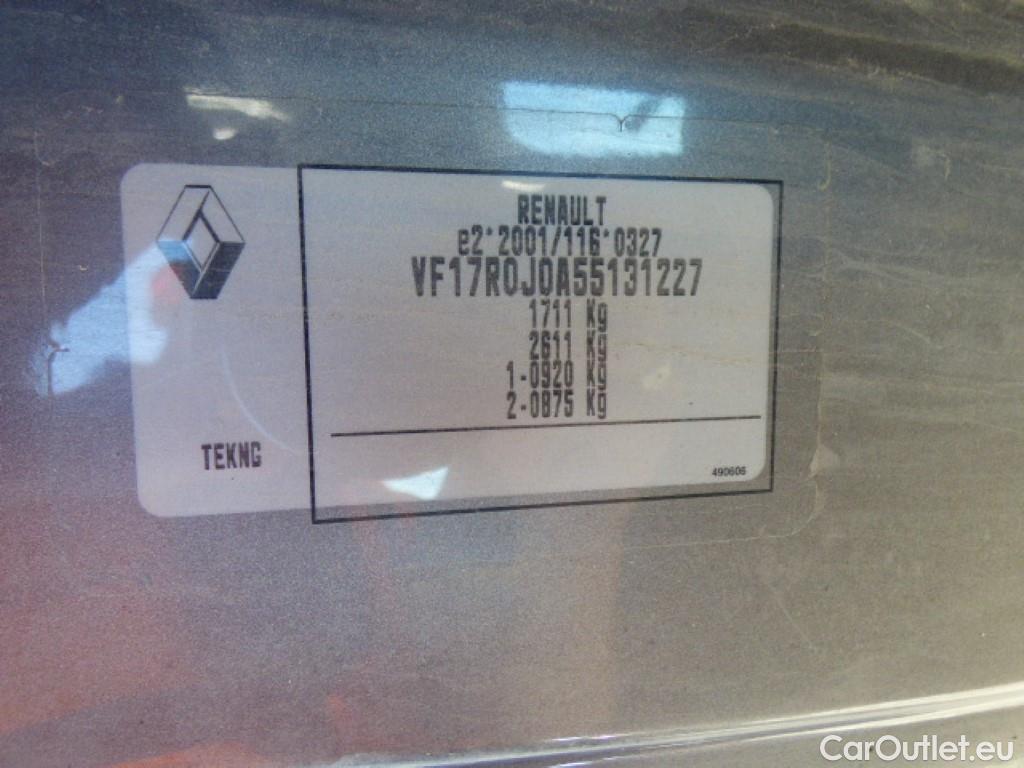 RENAULT
e2*2001/116*0327
VF17R0J0A55131227
1711 Kg
2611 Kg
1-0920 Kg
2-0875 Kg
TEKNG
490606
CarOutlet.eu